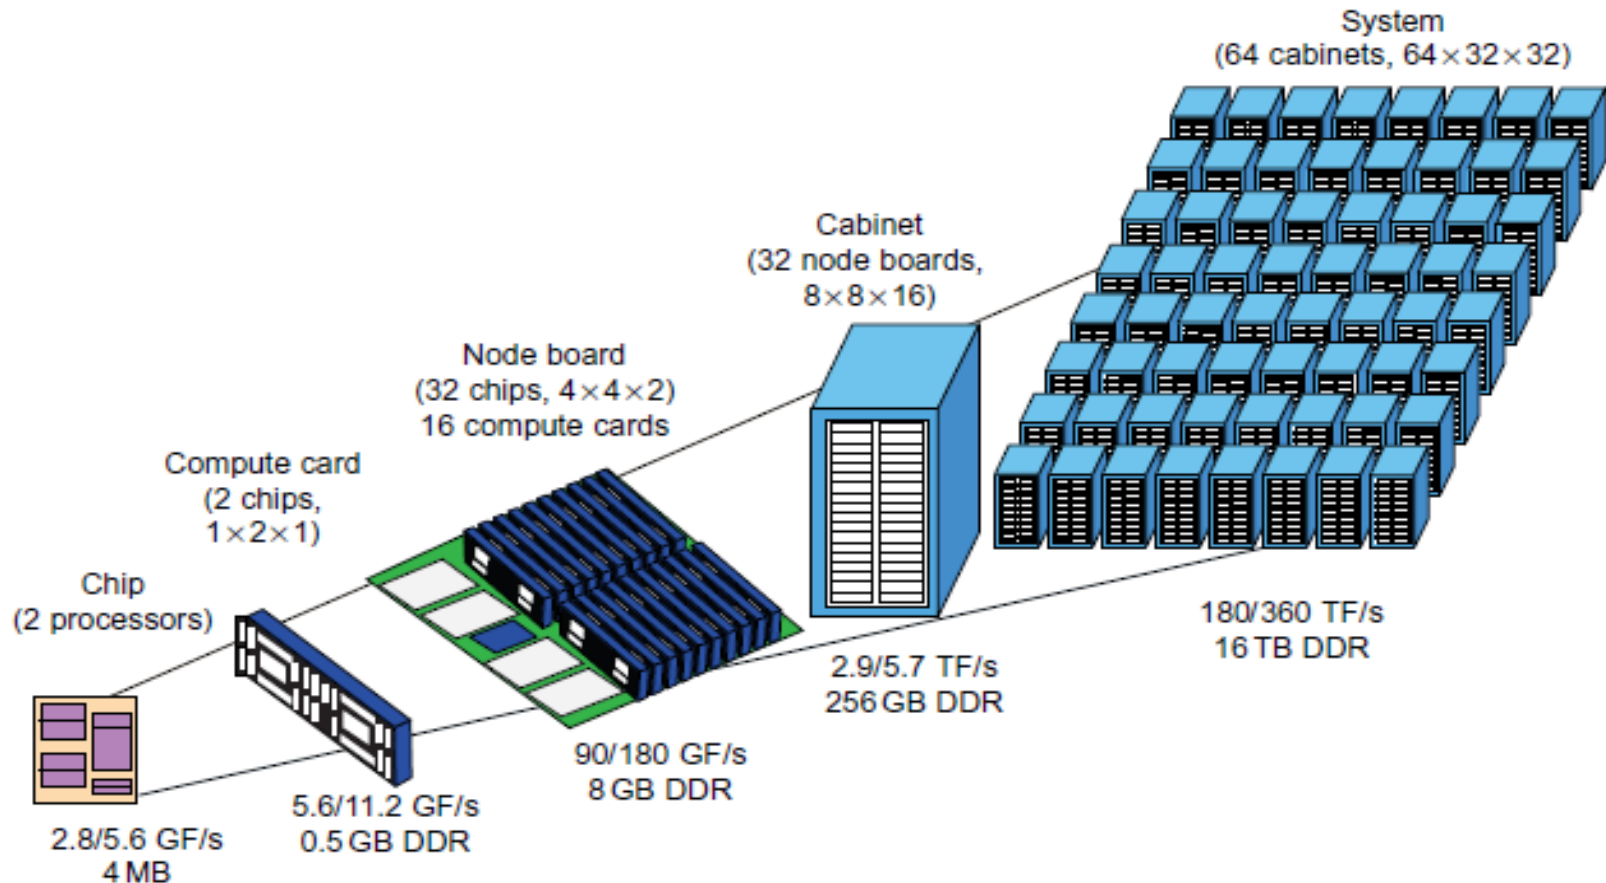 System
(64 cabinets, 64×32×32)
Cabinet
(32 node boards,
8×8×16)
Node board
(32 chips, 4×4×2)
16 compute cards
Compute card
(2 chips,
1×2×1)
Chip
(2 processors)
2.8/5.6 GF/s
4 MB
5.6/11.2 GF/s
0.5 GB DDR
90/180 GF/s
8 GB DDR
2.9/5.7 TF/s
256 GB DDR
180/360 TF/s
16 TB DDR